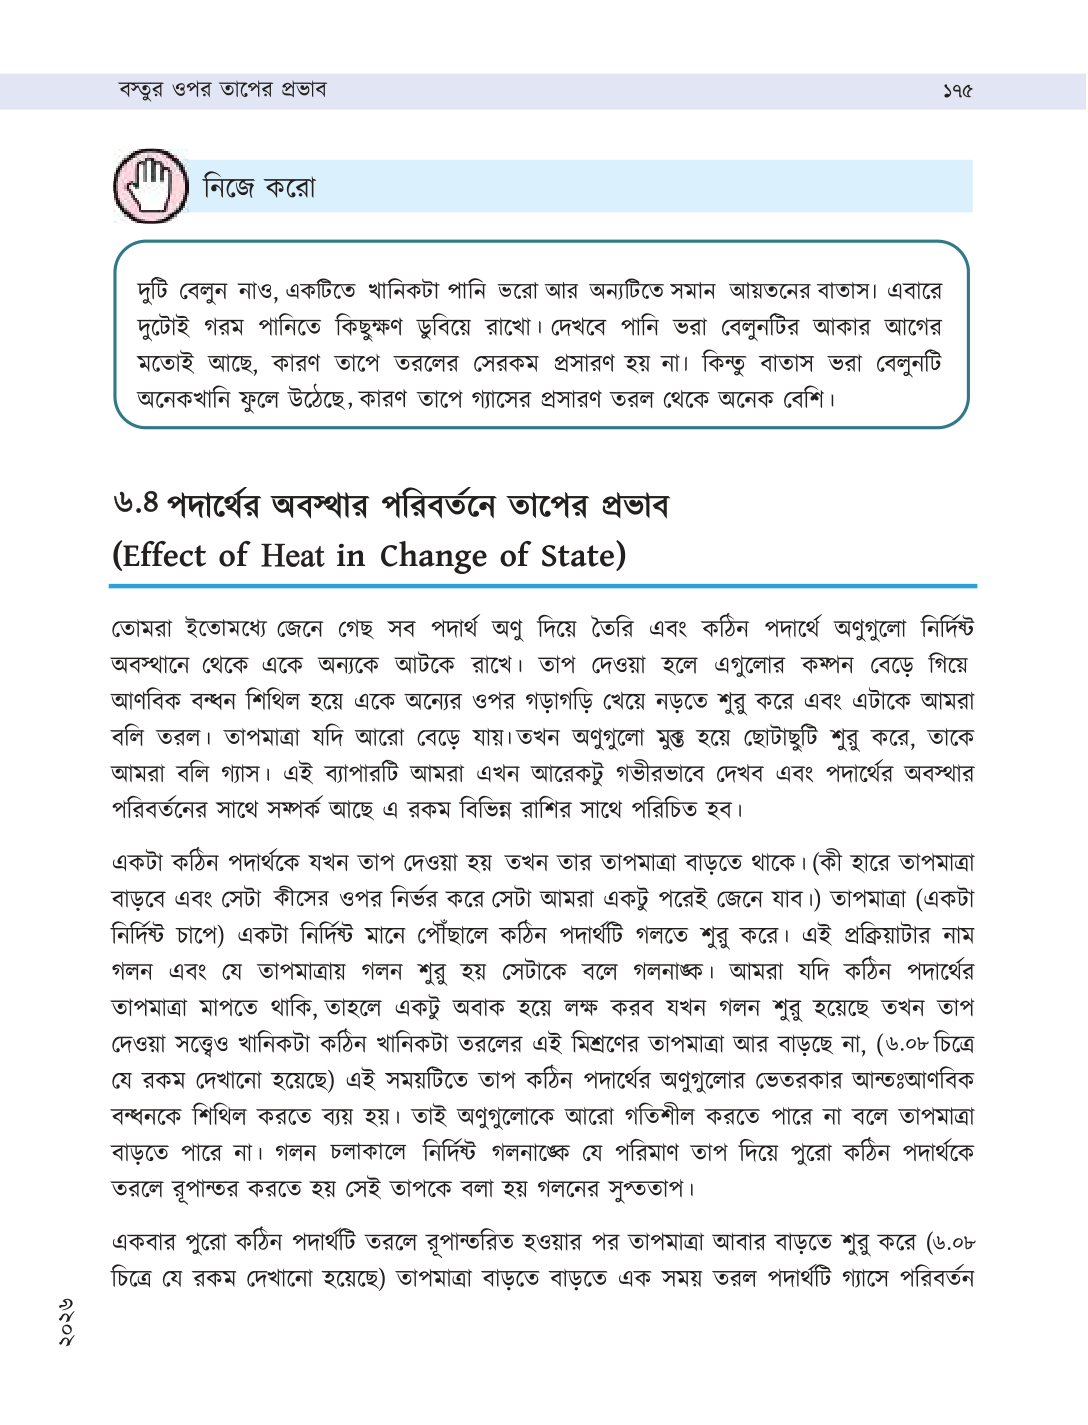 বস্তুর ওপর তাপের প্রভাব ১৭৫
নিজে করো
দুটি বেলুন নাও, একটিতে খানিকটা পানি ভরো আর অন্যটিতে সমান আয়তনের বাতাস। এবারে
দুটোই গরম পানিতে কিছুক্ষণ ডুবিয়ে রাখো। দেখবে পানি ভরা বেলুনটির আকার আগের
মতোই আছে, কারণ তাপে তরলের সেরকম প্রসারণ হয় না। কিন্তু বাতাস ভরা বেলুনটি
অনেকখানি ফুলে উঠেছে, কারণ তাপে গ্যাসের প্রসারণ তরল থেকে অনেক বেশি।
৬.৪ পদার্থের অবস্থার পরিবর্তনে তাপের প্রভাব
(Effect of Heat in Change of State)
তোমরা ইতোমধ্যে জেনে গেছ সব পদার্থ অণু দিয়ে তৈরি এবং কঠিন পদার্থে অণুগুলো নির্দিষ্ট
অবস্থানে থেকে একে অন্যকে আটকে রাখে। তাপ দেওয়া হলে এগুলোর কম্পন বেড়ে গিয়ে
আণবিক বন্ধন শিথিল হয়ে একে অন্যের ওপর গড়াগড়ি খেয়ে নড়তে শুরু করে এবং এটাকে আমরা
বলি তরল। তাপমাত্রা যদি আরো বেড়ে যায়।তখন অণুগুলো মুক্ত হয়ে ছোটাছুটি শুরু করে, তাকে
আমরা বলি গ্যাস। এই ব্যাপারটি আমরা এখন আরেকটু গভীরভাবে দেখব এবং পদার্থের অবস্থার
পরিবর্তনের সাথে সম্পর্ক আছে এ রকম বিভিন্ন রাশির সাথে পরিচিত হব।
একটা কঠিন পদার্থকে যখন তাপ দেওয়া হয় তখন তার তাপমাত্রা বাড়তে থাকে। (কী হারে তাপমাত্রা
বাড়বে এবং সেটা কীসের ওপর নির্ভর করে সেটা আমরা একটু পরেই জেনে যাব।) তাপমাত্রা (একটা
নির্দিষ্ট চাপে) একটা নির্দিষ্ট মানে পৌঁছালে কঠিন পদার্থটি গলতে শুরু করে। এই প্রক্রিয়াটার নাম
গলন এবং যে তাপমাত্রায় গলন শুরু হয় সেটাকে বলে গলনাঙ্ক। আমরা যদি কঠিন পদার্থের
তাপমাত্রা মাপতে থাকি, তাহলে একটু অবাক হয়ে লক্ষ করব যখন গলন শুরু হয়েছে তখন তাপ
দেওয়া সত্ত্বেও খানিকটা কঠিন খানিকটা তরলের এই মিশ্রণের তাপমাত্রা আর বাড়ছে না, (৬.০৮ চিত্রে
যে রকম দেখানো হয়েছে) এই সময়টিতে তাপ কঠিন পদার্থের অণুগুলোর ভেতরকার আন্তঃআণবিক
বন্ধনকে শিথিল করতে ব্যয় হয়। তাই অণুগুলোকে আরো গতিশীল করতে পারে না বলে তাপমাত্রা
বাড়তে পারে না। গলন চলাকালে নির্দিষ্ট গলনাঙ্কে যে পরিমাণ তাপ দিয়ে পুরো কঠিন পদার্থকে
তরলে রূপান্তর করতে হয় সেই তাপকে বলা হয় গলনের সুপ্ততাপ।
একবার পুরো কঠিন পদার্থটি তরলে রূপান্তরিত হওয়ার পর তাপমাত্রা আবার বাড়তে শুরু করে (৬.০৮
চিত্রে যে রকম দেখানো হয়েছে) তাপমাত্রা বাড়তে বাড়তে এক সময় তরল পদার্থটি গ্যাসে পরিবর্তন
২০২৬